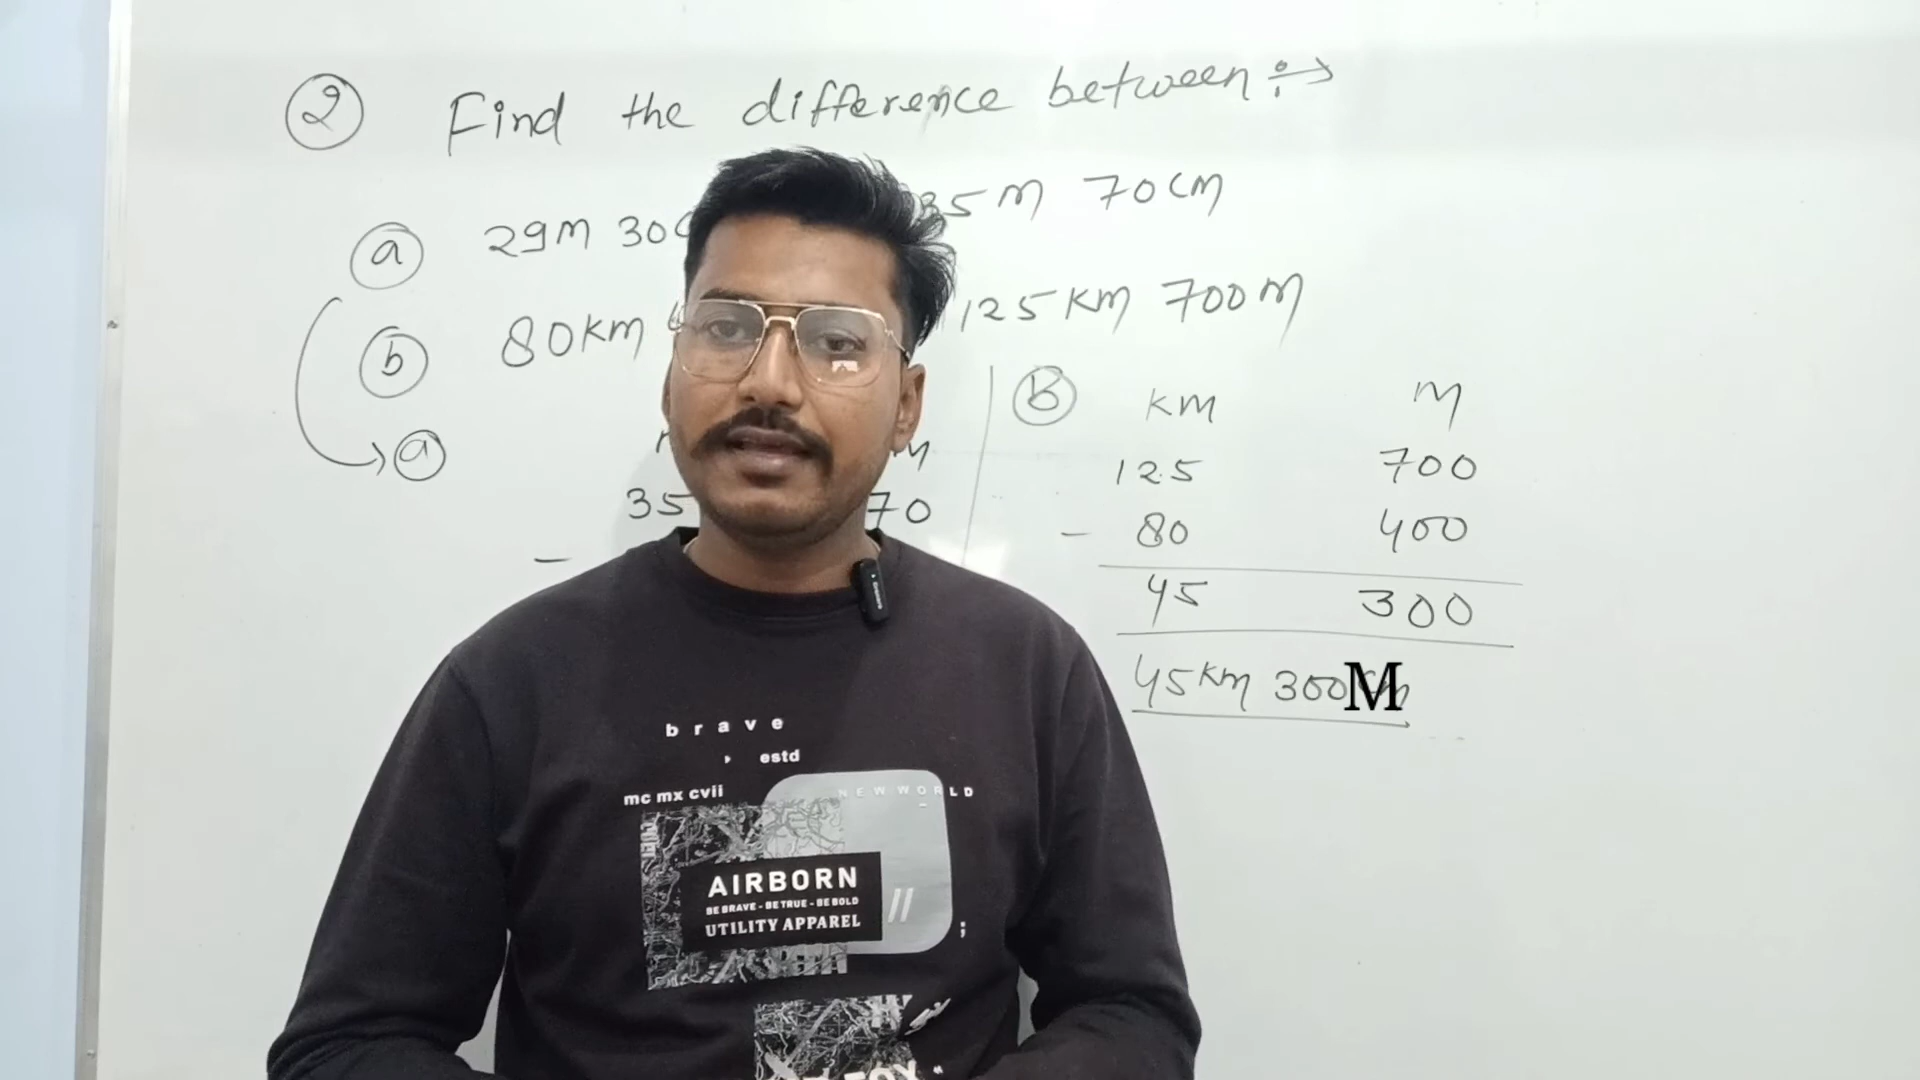 2 Find the difference between :→
a 29m 30c 35m 70cm
b 80km 125km 700m
a
35 70
-
B km m
125 700
- 80 400
45 300
45km 300M
brave
estd
mc mx cvii
NEW WORLD
AIRBORN
BE BRAVE - BE TRUE - BE BOLD
UTILITY APPAREL
//
;